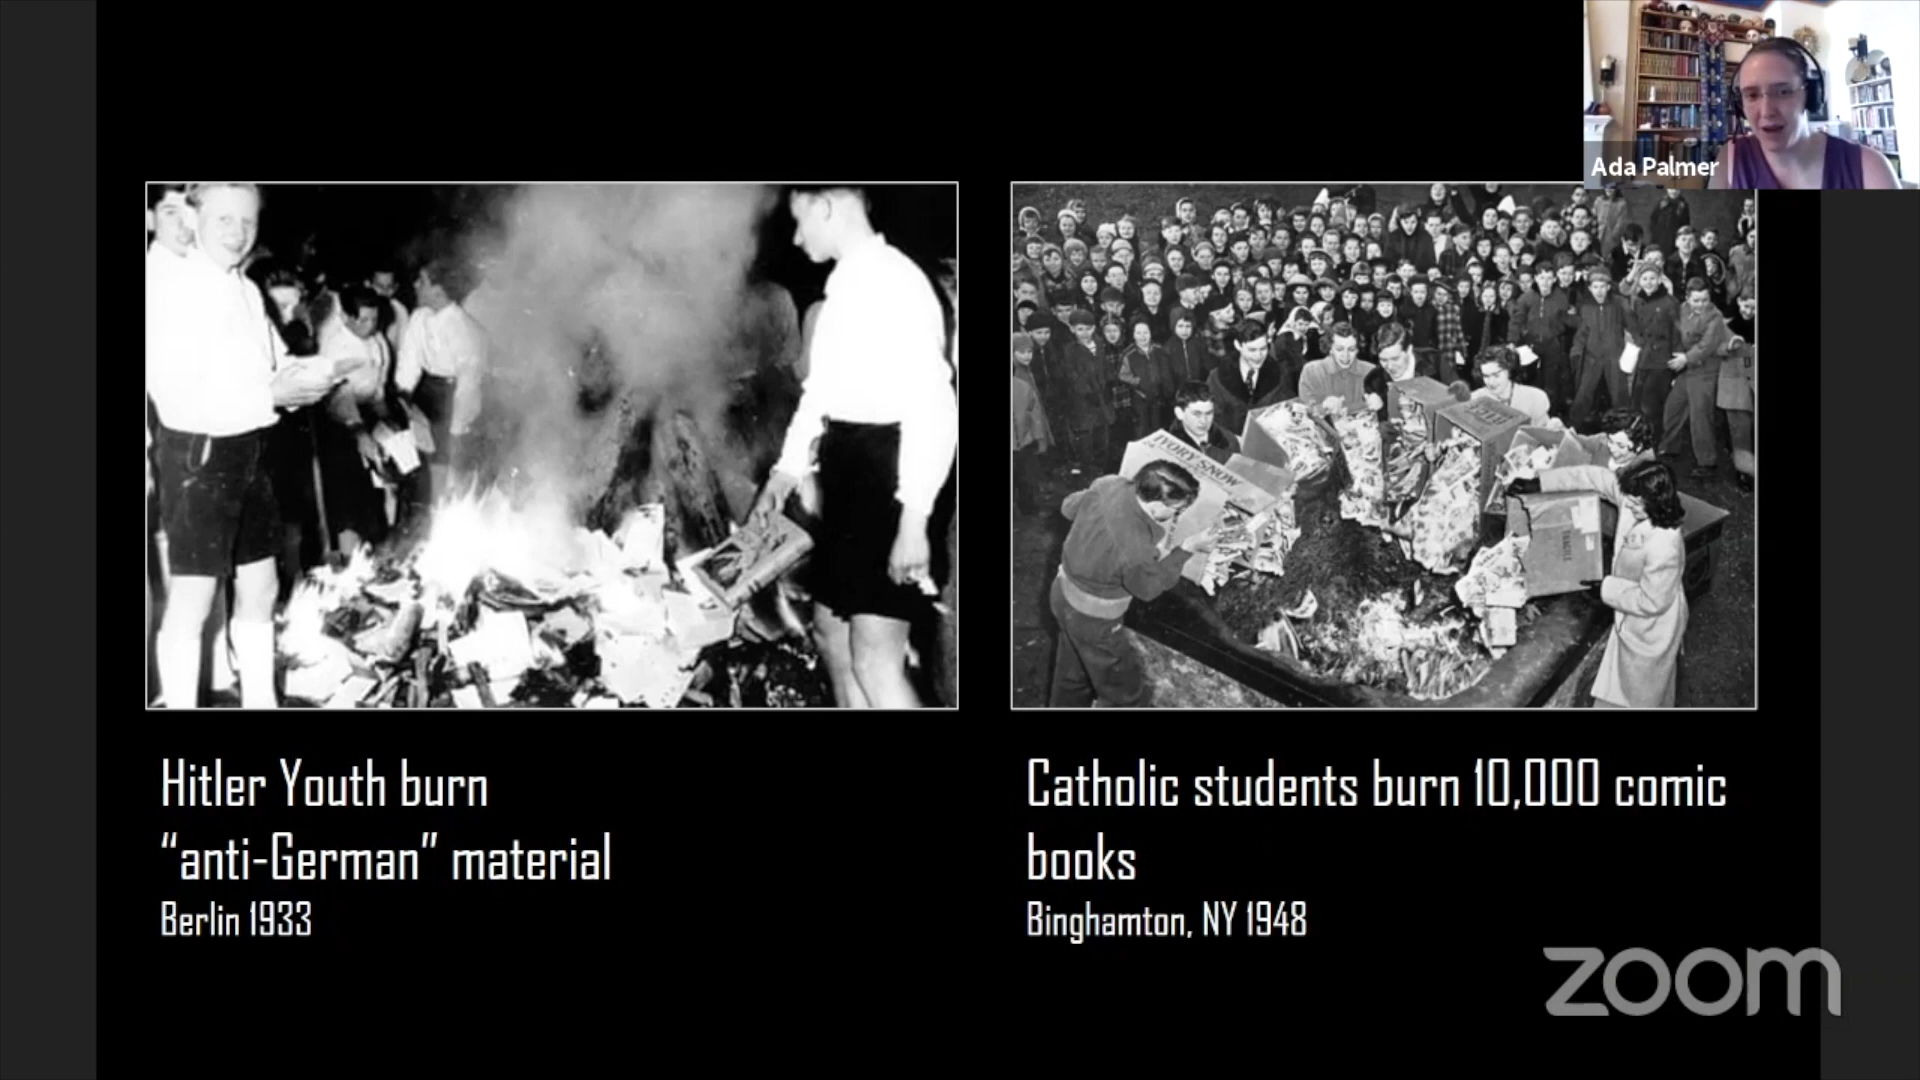 Ada Palmer
IVORY SNOW
Hitler Youth burn
“anti-German” material
Berlin 1933
Catholic students burn 10,000 comic
books
Binghamton, NY 1948
zoom